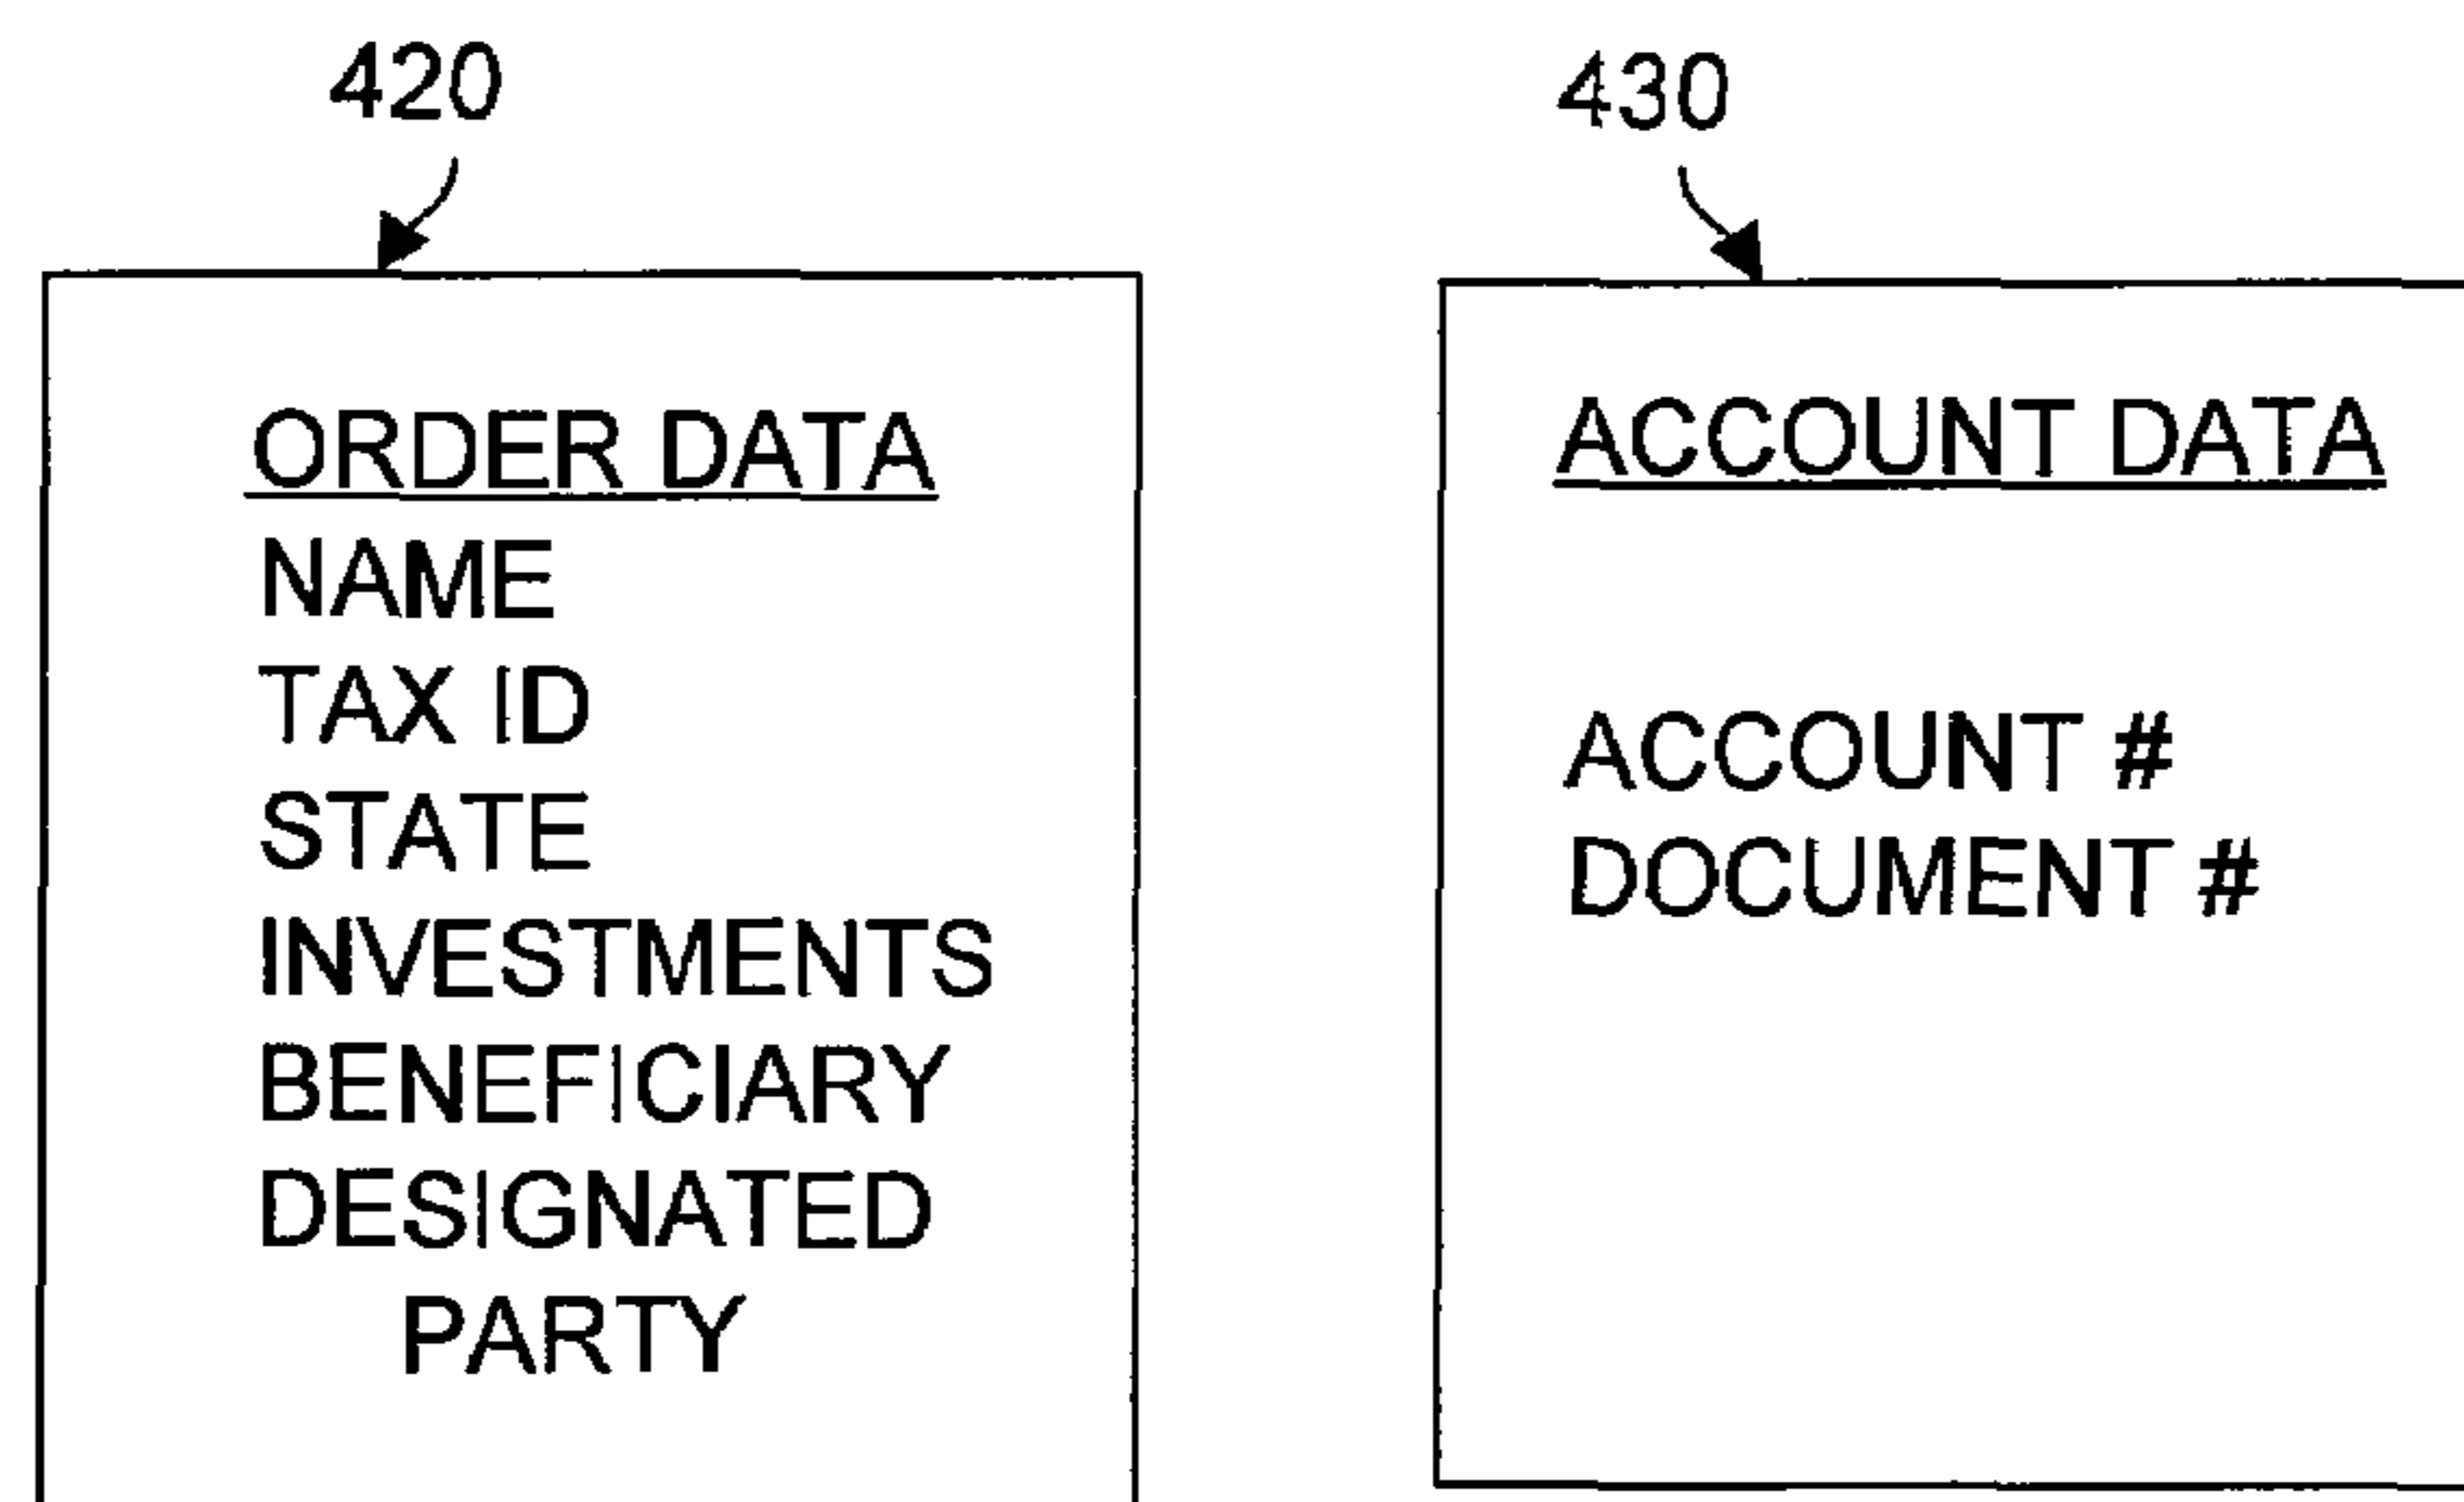 420
ORDER DATA
NAME
TAX ID
STATE
INVESTMENTS
BENEFICIARY
DESIGNATED
PARTY
430
ACCOUNT DATA
ACCOUNT #
DOCUMENT #